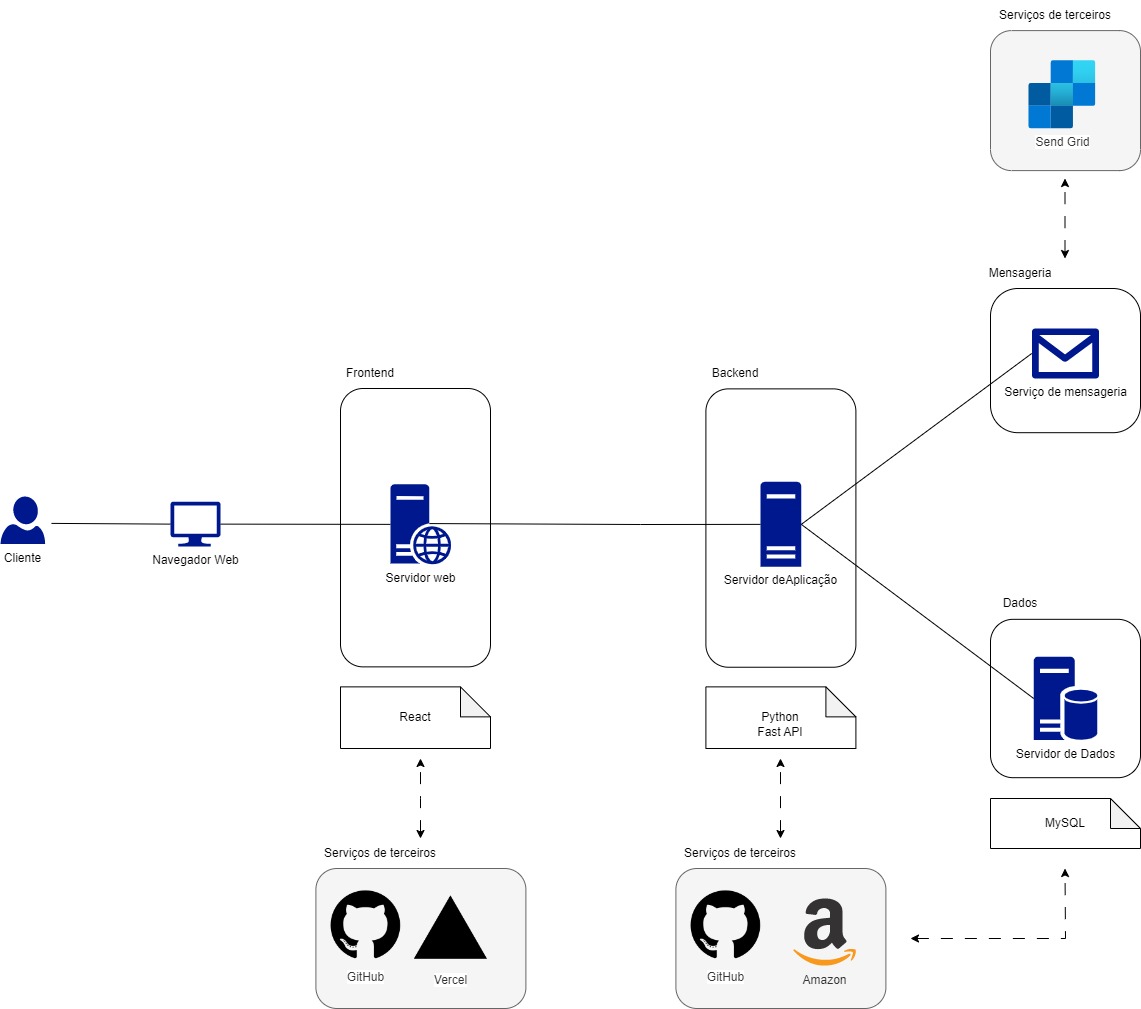 Serviços de terceiros
Send Grid
Mensageria
Serviço de mensageria
Frontend
Backend
Cliente
Navegador Web
Servidor web
Servidor deAplicação
Dados
Servidor de Dados
React
Python
Fast API
MySQL
Serviços de terceiros
GitHub
Vercel
Serviços de terceiros
GitHub
Amazon